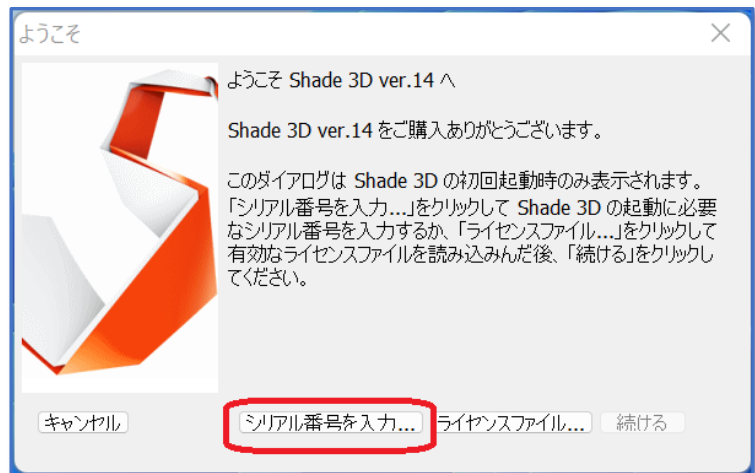 ようこそ
ようこそ Shade 3D ver.14 へ
Shade 3D ver.14 をご購入ありがとうございます。
このダイアログは Shade 3D の初回起動時のみ表示されます。
「シリアル番号を入力...」をクリックして Shade 3D の起動に必要
なシリアル番号を入力するか、「ライセンスファイル...」をクリックして
有効なライセンスファイルを読み込みんだ後、「続ける」をクリックし
てください。
キャンセル シリアル番号を入力... ライセンスファイル... 続ける